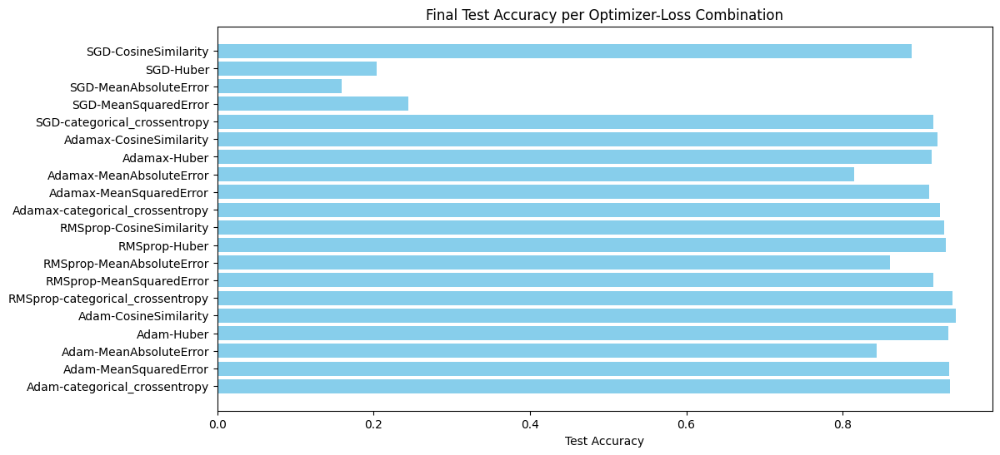 Final Test Accuracy per Optimizer-Loss Combination
SGD-CosineSimilarity
SGD-Huber
SGD-MeanAbsoluteError
SGD-MeanSquaredError
SGD-categorical_crossentropy
Adamax-CosineSimilarity
Adamax-Huber
Adamax-MeanAbsoluteError
Adamax-MeanSquaredError
Adamax-categorical_crossentropy
RMSprop-CosineSimilarity
RMSprop-Huber
RMSprop-MeanAbsoluteError
RMSprop-MeanSquaredError
RMSprop-categorical_crossentropy
Adam-CosineSimilarity
Adam-Huber
Adam-MeanAbsoluteError
Adam-MeanSquaredError
Adam-categorical_crossentropy
0.0 0.2 0.4 0.6 0.8
Test Accuracy